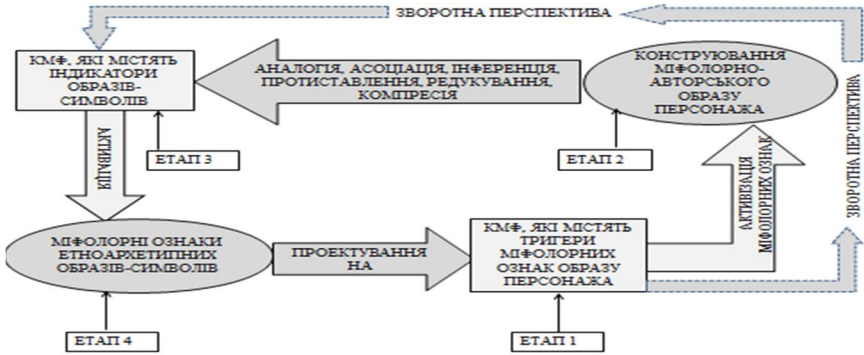 ЗВОРОТНА ПЕРСПЕКТИВА
КМФ, ЯКІ МІСТЯТЬ
ІНДИКАТОРИ
ОБРАЗІВ-
СИМВОЛІВ
АНАЛОГІЯ, АСОЦІАЦІЯ, ІНФЕРЕНЦІЯ,
ПРОТИСТАВЛЕННЯ, РЕДУКУВАННЯ,
КОМПРЕСІЯ
КОНСТРУЮВАННЯ
МІФОЛОРНО-
АВТОРСЬКОГО
ОБРАЗУ
ПЕРСОНАЖА
ЗВОРОТНА ПЕРСПЕКТИВА
АКТИВАЦІЯ
ЕТАП 3
ЕТАП 2
АКТИВІЗАЦІЯ
МІФОЛОРНИХ ОЗНАК
МІФОЛОРНІ ОЗНАКИ
ЕТНОАРХЕТИПНИХ
ОБРАЗІВ-СИМВОЛІВ
ПРОЕКТУВАННЯ
НА
КМФ, ЯКІ МІСТЯТЬ
ТРИГЕРИ
МІФОЛОРНИХ
ОЗНАК ОБРАЗУ
ПЕРСОНАЖА
ЕТАП 4
ЕТАП 1